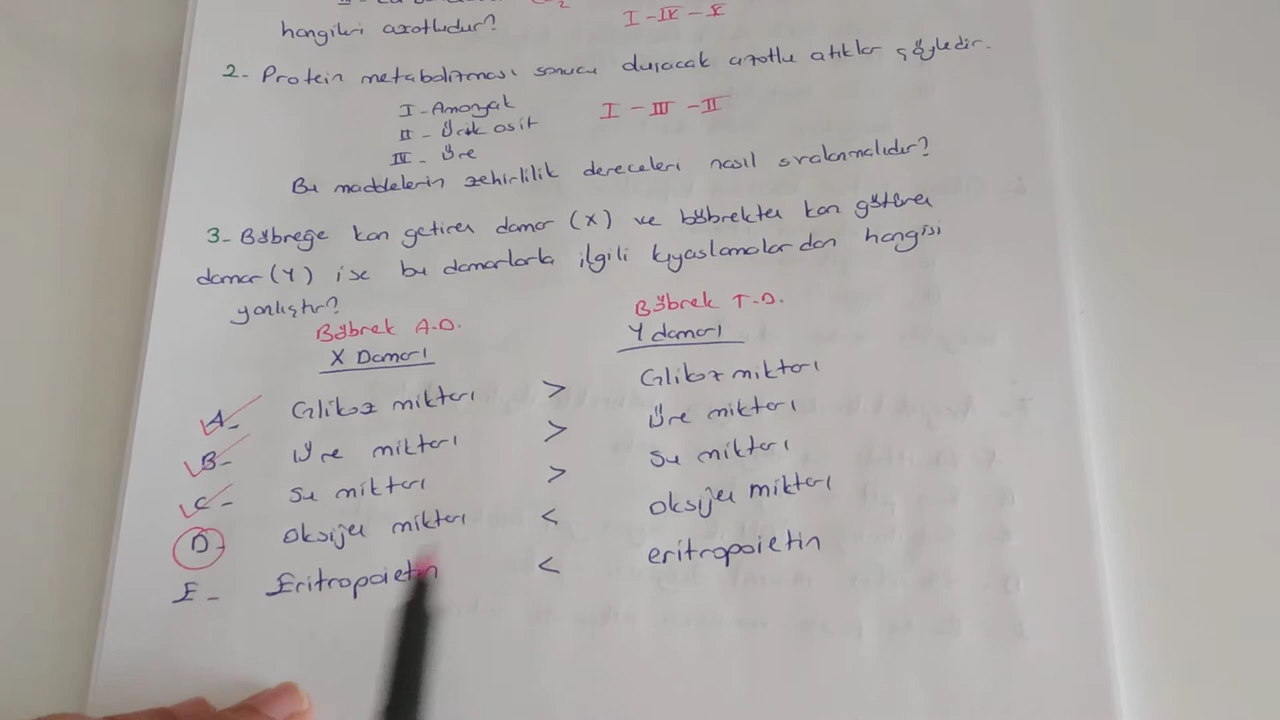 hangileri azotludur?
I - IV - V
2- Protein metabolizması sonucu oluşacak azotlu atıklar şöyledir.
I - Amonyak
I - III - II
II - Ürik asit
III - Üre
Bu maddelerin zehirlilik dereceleri nasıl sıralanmalıdır?
3- Böbreğe kan getiren damar (X) ve böbrekten kan götüren
damar (Y) ise bu damarlarla ilgili kıyaslamalardan hangisi
yanlıştır?
Böbrek A.D. Böbrek T.D.
X Damarı Y damarı
A- Glikoz miktarı > Glikoz miktarı
B- Üre miktarı > Üre miktarı
C- Su miktarı > Su miktarı
D- Oksijen miktarı < oksijen miktarı
E- Eritropoietin < eritropoietin